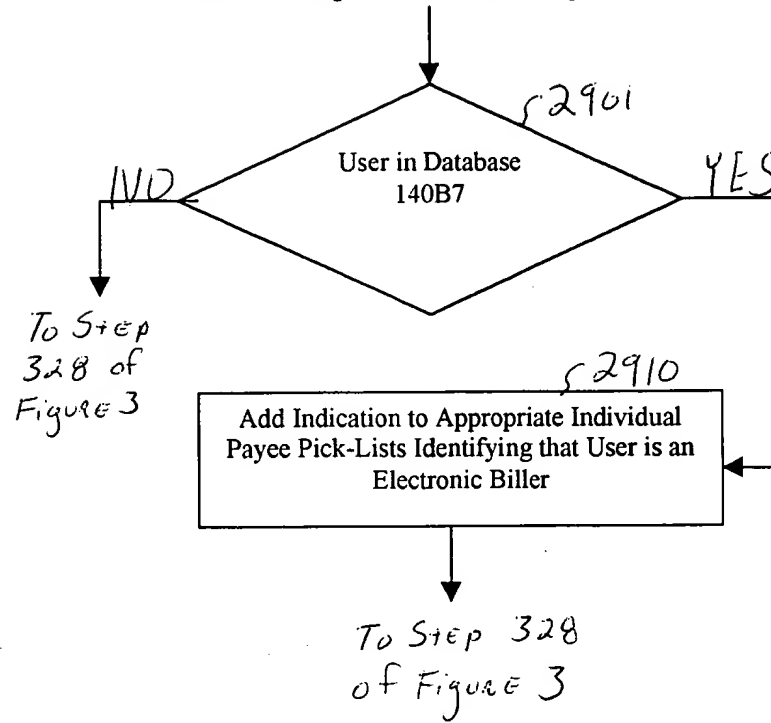 2901
User in Database
140B7
NO
YES
To Step
328 of
Figure 3
2910
Add Indication to Appropriate Individual
Payee Pick-Lists Identifying that User is an
Electronic Biller
To Step 328
of Figure 3